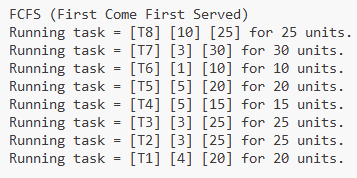 FCFS (First Come First Served)
Running task = [T8] [10] [25] for 25 units.
Running task = [T7] [3] [30] for 30 units.
Running task = [T6] [1] [10] for 10 units.
Running task = [T5] [5] [20] for 20 units.
Running task = [T4] [5] [15] for 15 units.
Running task = [T3] [3] [25] for 25 units.
Running task = [T2] [3] [25] for 25 units.
Running task = [T1] [4] [20] for 20 units.